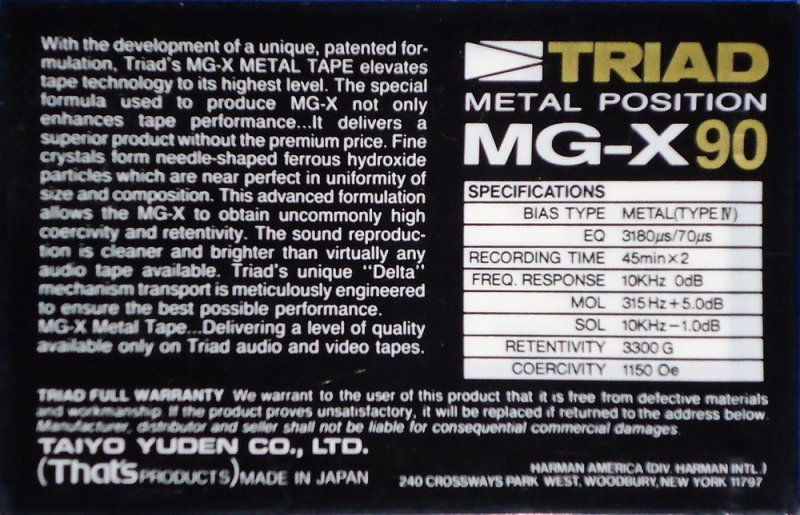 With the development of a unique, patented for-
mulation, Triad's MG-X METAL TAPE elevates
tape technology to its highest level. The special
formula used to produce MG-X not only
enhances tape performance...It delivers a
superior product without the premium price. Fine
crystals form needle-shaped ferrous hydroxide
particles which are near perfect in uniformity of
size and composition. This advanced formulation
allows the MG-X to obtain uncommonly high
coercivity and retentivity. The sound reproduc-
tion is cleaner and brighter than virtually any
audio tape available. Triad's unique "Delta"
mechanism transport is meticulously engineered
to ensure the best possible performance.
MG-X Metal Tape...Delivering a level of quality
available only on Triad audio and video tapes.
TRIAD
METAL POSITION
MG-X 90
SPECIFICATIONS
BIAS TYPE METAL(TYPE IV)
EQ 3180μs/70μs
RECORDING TIME 45min×2
FREQ. RESPONSE 10KHz 0dB
MOL 315Hz+5.0dB
SOL 10KHz-1.0dB
RETENTIVITY 3300 G
COERCIVITY 1150 Oe
TRIAD FULL WARRANTY We warrant to the user of this product that it is free from defective materials
and workmanship. If the product proves unsatisfactory, it will be replaced if returned to the address below.
Manufacturer, distributor and seller shall not be liable for consequential commercial damages.
TAIYO YUDEN CO., LTD.
(That's PRODUCTS) MADE IN JAPAN
HARMAN AMERICA (DIV. HARMAN INTL.)
240 CROSSWAYS PARK WEST, WOODBURY, NEW YORK 11797